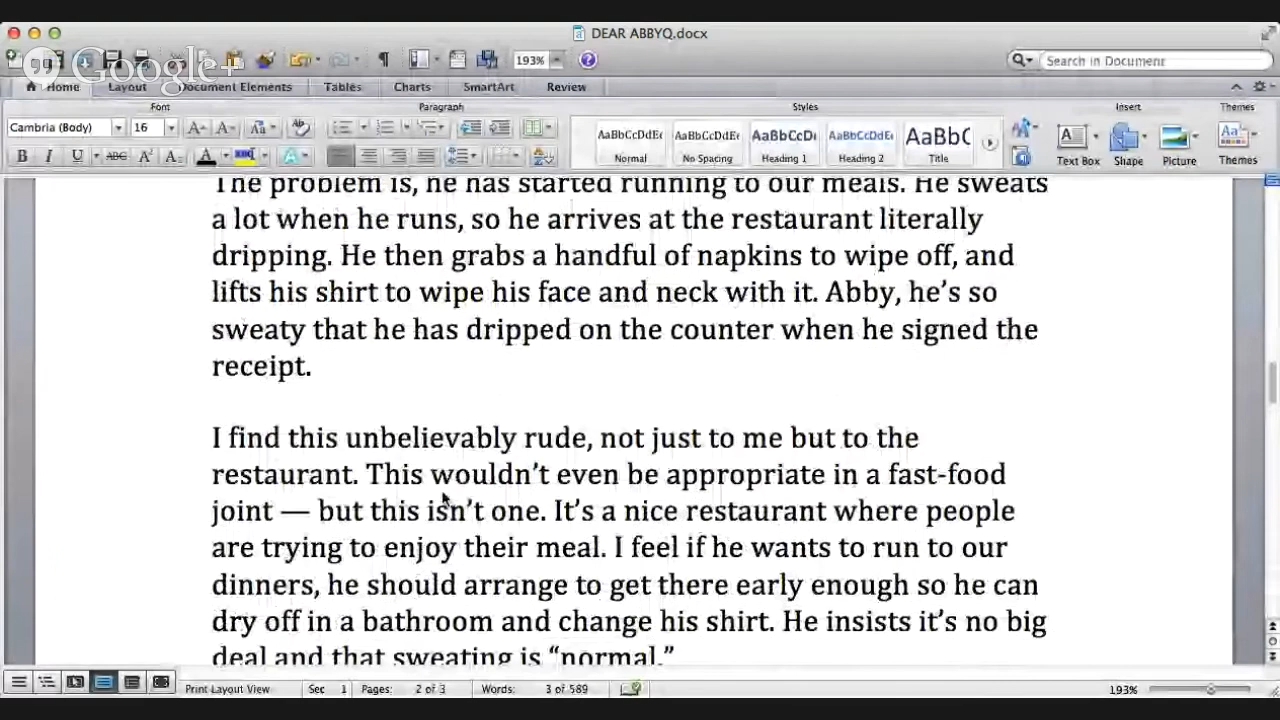 DEAR ABBYQ.docx
Google+
193%
Search in Document
Home Layout Document Elements Tables Charts SmartArt Review
Font Paragraph Styles Insert Themes
Cambria (Body) 16
AaBbCcDdEe AaBbCcDdEe AaBbCcDc AaBbCcDdEe AaBbC
Normal No Spacing Heading 1 Heading 2 Title Text Box Shape Picture Themes
B I U ABC A² A₂
The problem is, he has started running to our meals. He sweats
a lot when he runs, so he arrives at the restaurant literally
dripping. He then grabs a handful of napkins to wipe off, and
lifts his shirt to wipe his face and neck with it. Abby, he’s so
sweaty that he has dripped on the counter when he signed the
receipt.
I find this unbelievably rude, not just to me but to the
restaurant. This wouldn’t even be appropriate in a fast-food
joint — but this isn’t one. It’s a nice restaurant where people
are trying to enjoy their meal. I feel if he wants to run to our
dinners, he should arrange to get there early enough so he can
dry off in a bathroom and change his shirt. He insists it’s no big
deal and that sweating is “normal.”
Print Layout View Sec 1 Pages: 2 of 3 Words: 3 of 589 193%